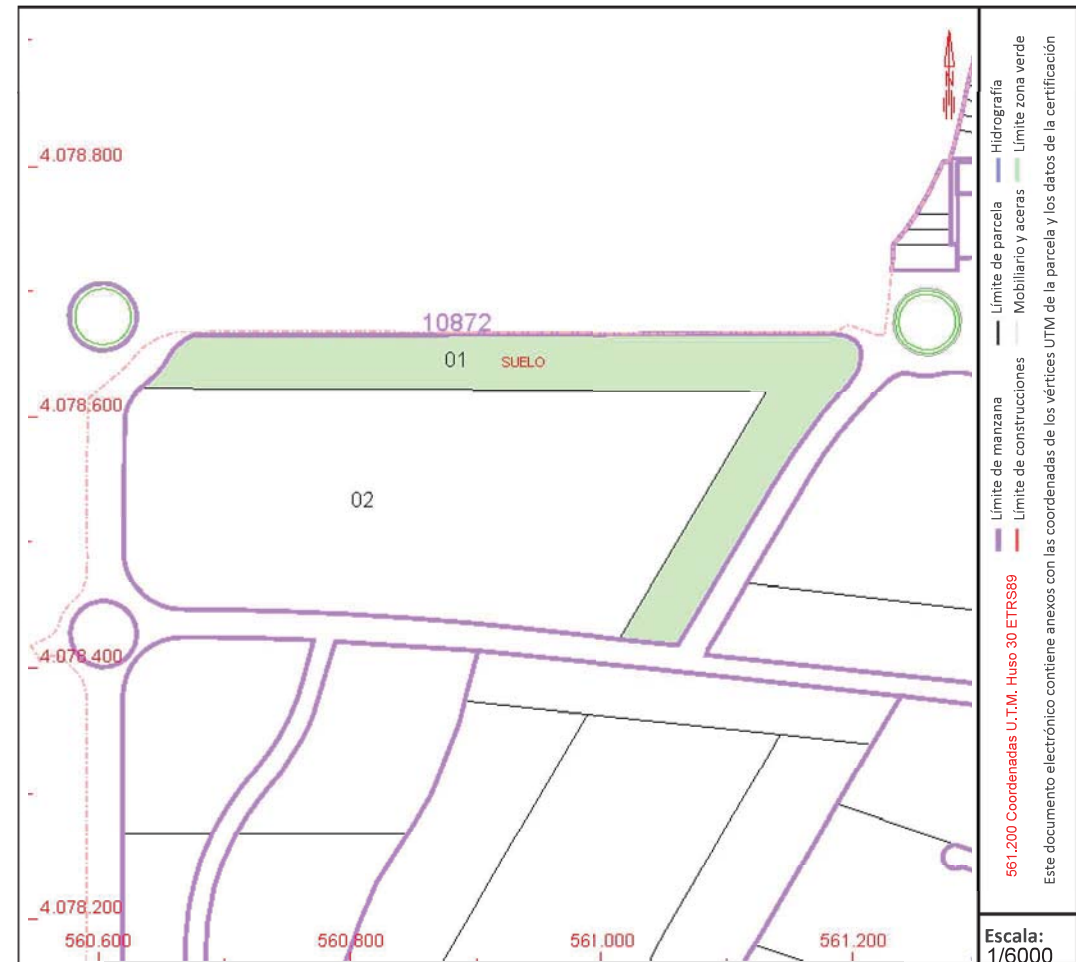 4.078.800
10872
01 SUELO
4.078.600
02
4.078.400
4.078.200
560.600 560.800 561.000 561.200
561.200 Coordenadas U.T.M. Huso 30 ETRS89
Límite de manzana
Límite de parcela
Hidrografía
Límite de construcciones
Mobiliario y aceras
Límite zona verde
Este documento electrónico contiene anexos con las coordenadas de los vértices UTM de la parcela y los datos de la certificación
Escala:
1/6000